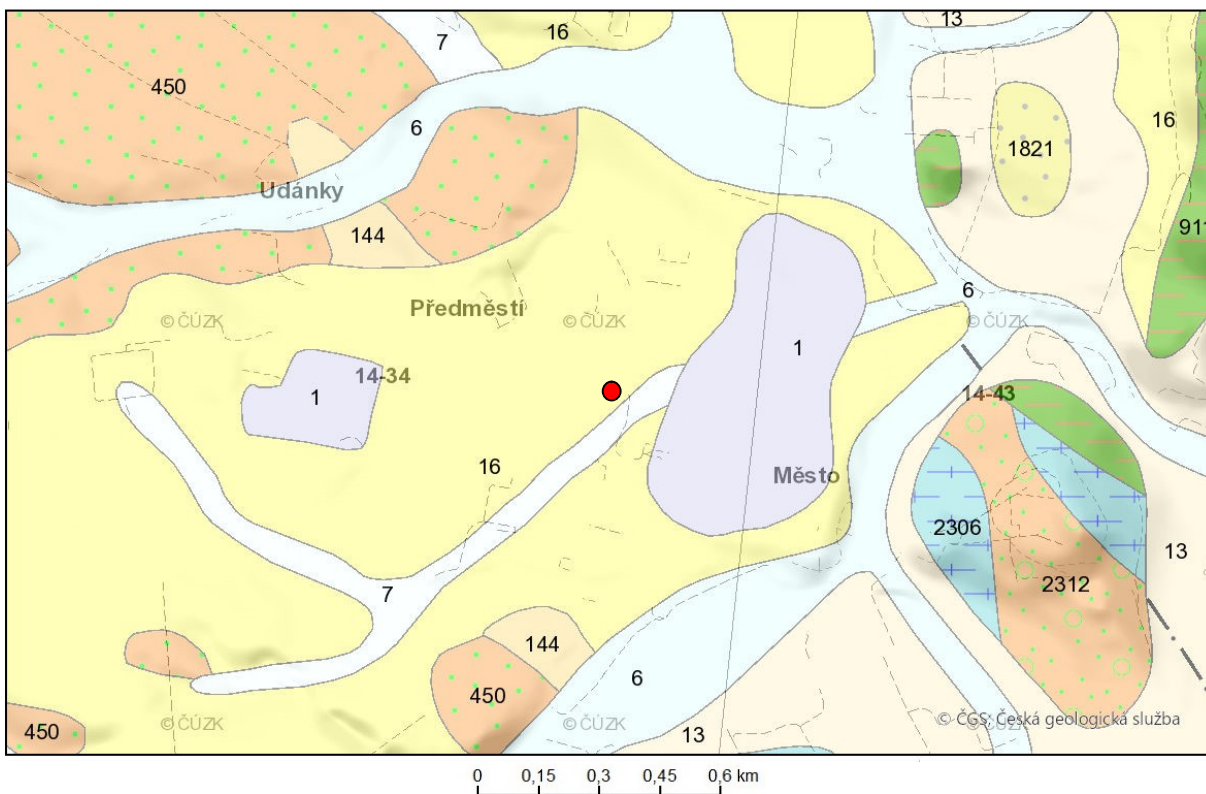 13
7
16
450
6
16
1821
Udánky
144
911
Předměstí
6
© ČÚZK
© ČÚZK
© ČÚZK
1
14-34
1
14-43
16
Město
2306
13
2312
7
144
6
450
450
© ČÚZK
© ČÚZK
© ČÚZK
© ČGS, Česká geologická služba
13
0 0,15 0,3 0,45 0,6 km